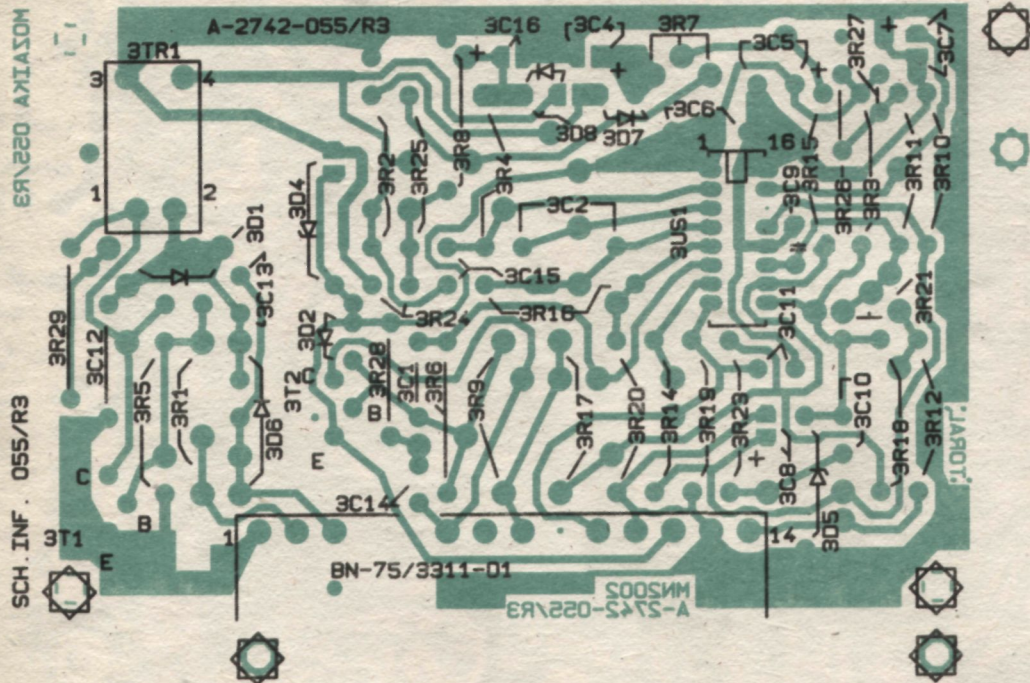 A-2742-055/R3
3C16
3C4
3R7
3C5
3R27
+
3C7
MOZAIKA 055/R3
3TR1
3
4
+
+
3R8
3D8
3D7
3C6
1
16
3R2
3R25
3R4
3C9
3R15
3R26
3R3
3R11
3R10
1
2
3D4
3C2
3US1
3D1
3C13
3C15
3R16
3C11
3R21
3R29
3C12
3R24
3D2
3R28
3R5
3R1
3T2
C
B
3R6
3R9
3R17
3R20
3R14
3R19
3R23
3C10
3R18
3R12
3D6
E
+
3C8
C
3C14
3D5
B
3T1
E
1
14
BN-75/3311-01
MN2002
A-2742-055/R3
SCH.INF. 055/R3